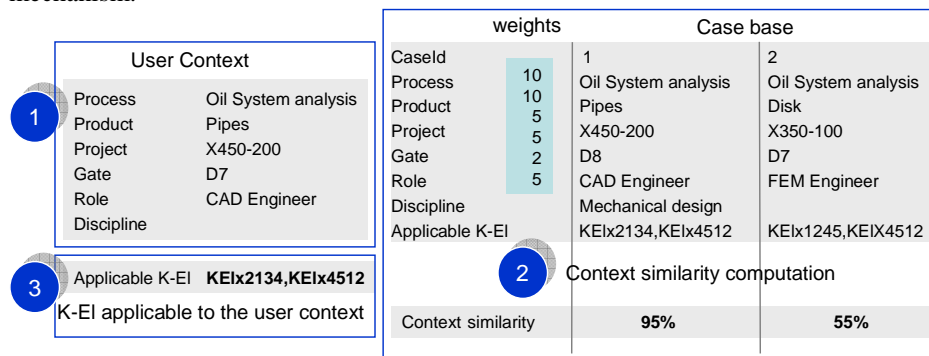 mechanism.
User Context
1
Process Oil System analysis
Product Pipes
Project X450-200
Gate D7
Role CAD Engineer
Discipline
3
Applicable K-El KElx2134,KElx4512
K-El applicable to the user context
weights Case base
CaseId 1 2
Process 10 Oil System analysis Oil System analysis
Product 10 Pipes Disk
Project 5 X450-200 X350-100
Gate 5 D8 D7
Role 2 CAD Engineer FEM Engineer
Discipline 5 Mechanical design
Applicable K-El KElx2134,KElx4512 KElx1245,KElX4512
2 Context similarity computation
Context similarity 95% 55%